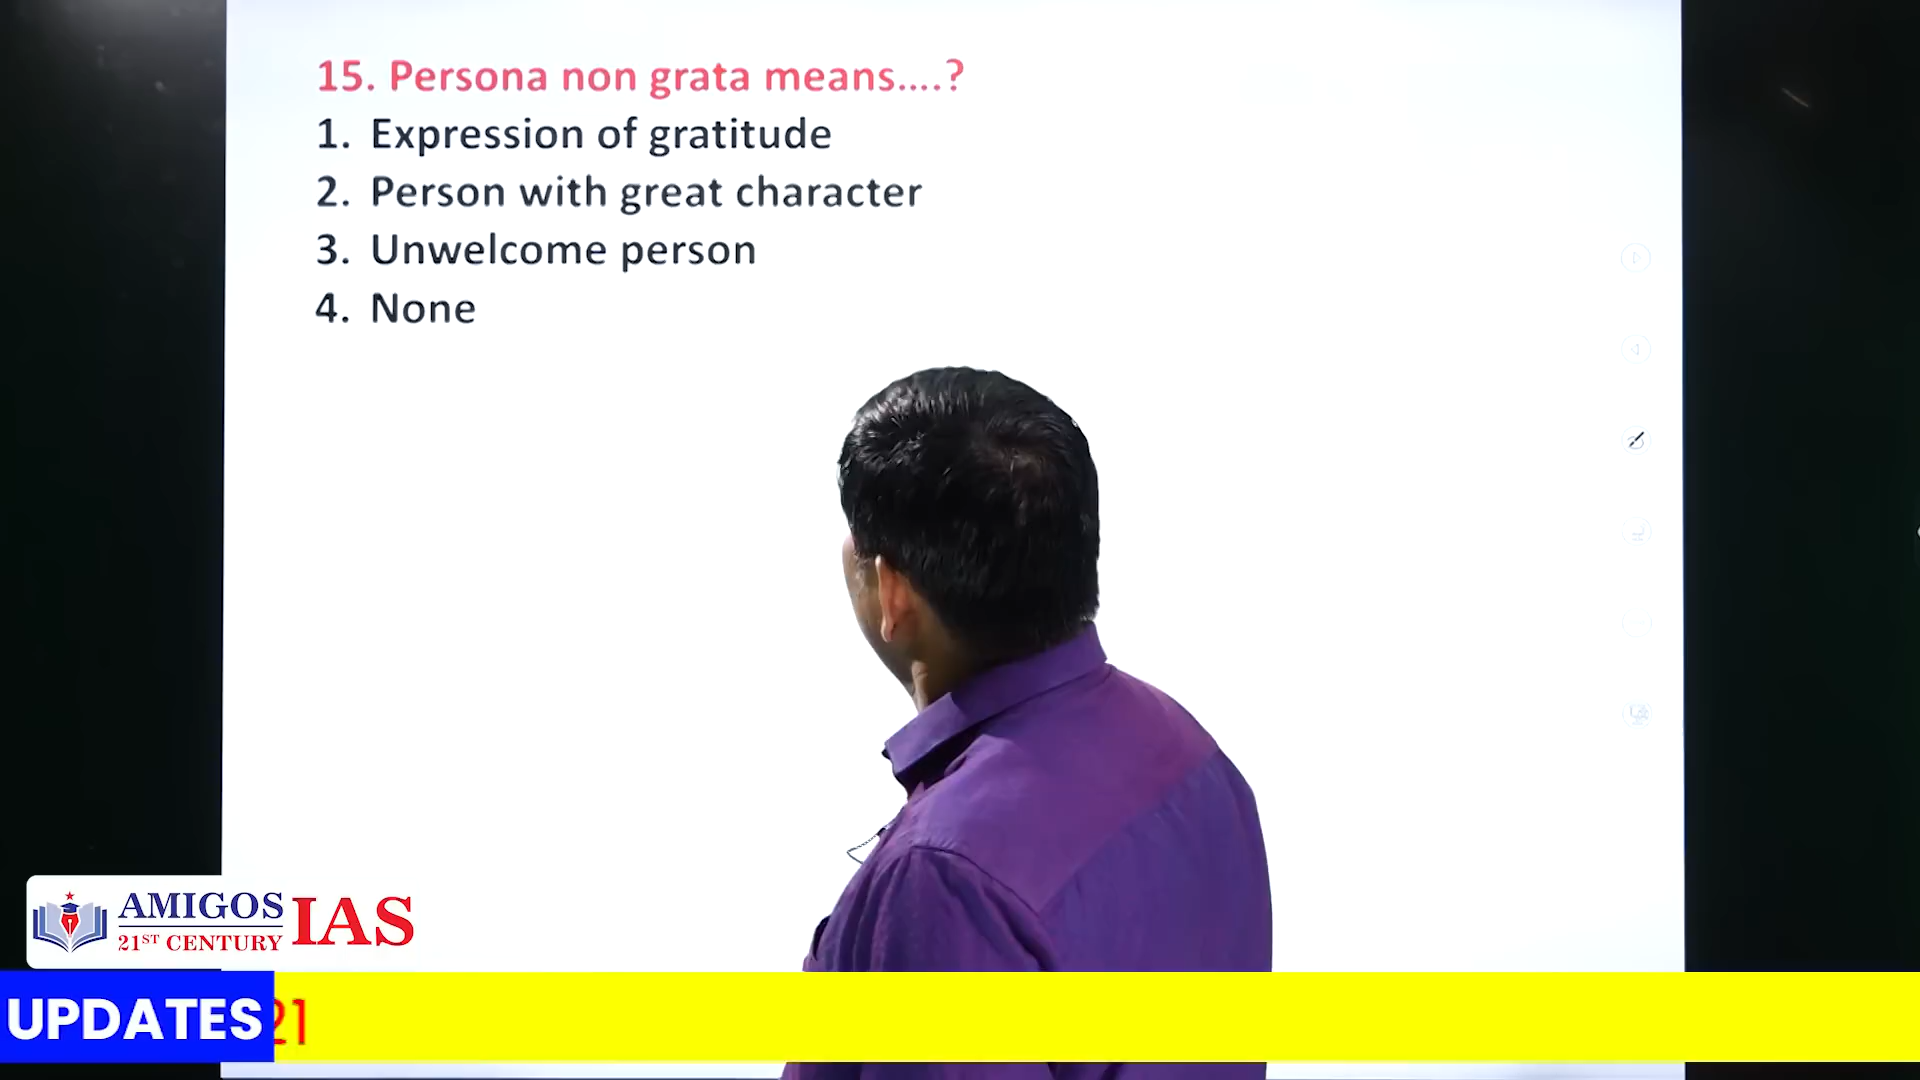 15. Persona non grata means....?
1. Expression of gratitude
2. Person with great character
3. Unwelcome person
4. None
AMIGOS
21ST CENTURY
IAS
UPDATES
21